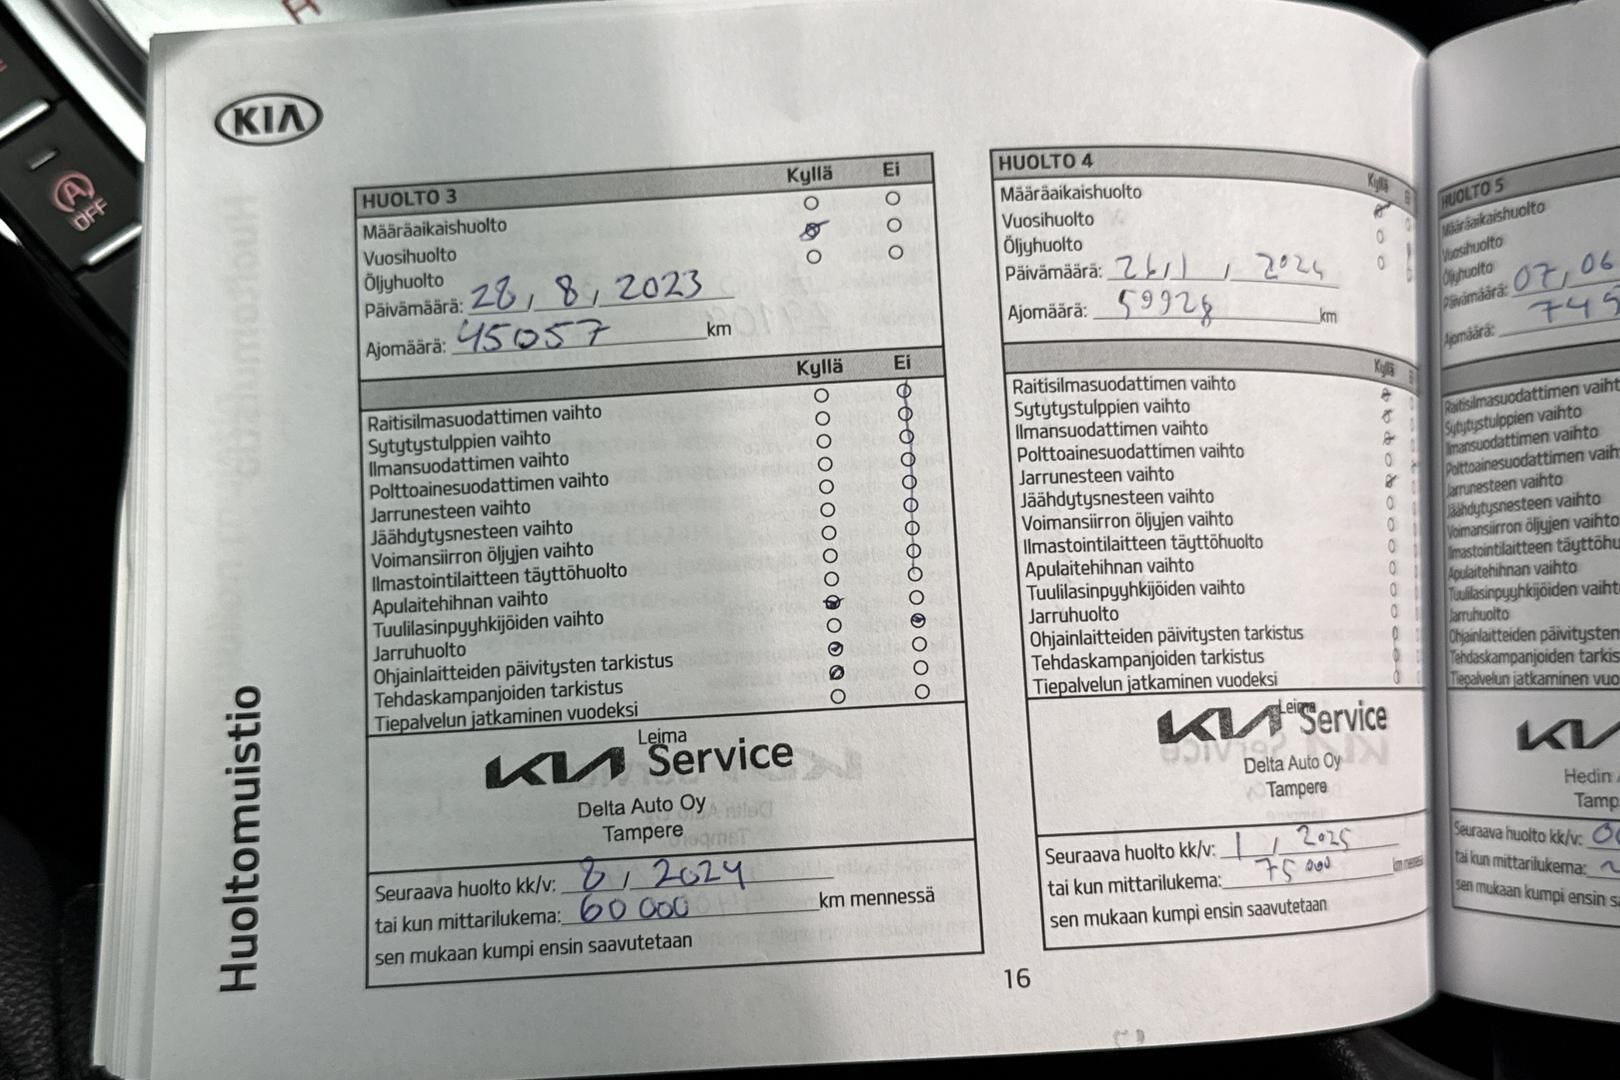 KIA
OFF
Huoltomuistio
HUOLTO 3 Kyllä Ei
Määräaikaishuolto
Vuosihuolto
Öljyhuolto
Päivämäärä: 28, 8, 2023
Ajomäärä: 45057 km
Kyllä Ei
Raitisilmasuodattimen vaihto
Sytytystulppien vaihto
Ilmansuodattimen vaihto
Polttoainesuodattimen vaihto
Jarrunesteen vaihto
Jäähdytysnesteen vaihto
Voimansiirron öljyjen vaihto
Ilmastointilaitteen täyttöhuolto
Apulaitehihnan vaihto
Tuulilasinpyyhkijöiden vaihto
Jarruhuolto
Ohjainlaitteiden päivitysten tarkistus
Tehdaskampanjoiden tarkistus
Tiepalvelun jatkaminen vuodeksi
Leima
KIA Service
Delta Auto Oy
Tampere
Seuraava huolto kk/v: 8 / 2024
tai kun mittarilukema: 60 000 km mennessä
sen mukaan kumpi ensin saavutetaan
HUOLTO 4 Kyllä
Määräaikaishuolto
Vuosihuolto
Öljyhuolto
Päivämäärä: 26, 1, 2024
Ajomäärä: 59928 km
Kyllä
Raitisilmasuodattimen vaihto
Sytytystulppien vaihto
Ilmansuodattimen vaihto
Polttoainesuodattimen vaihto
Jarrunesteen vaihto
Jäähdytysnesteen vaihto
Voimansiirron öljyjen vaihto
Ilmastointilaitteen täyttöhuolto
Apulaitehihnan vaihto
Tuulilasinpyyhkijöiden vaihto
Jarruhuolto
Ohjainlaitteiden päivitysten tarkistus
Tehdaskampanjoiden tarkistus
Tiepalvelun jatkaminen vuodeksi
Leima
KIA Service
Delta Auto Oy
Tampere
Seuraava huolto kk/v: 1 / 2025
tai kun mittarilukema: 75 000 km
sen mukaan kumpi ensin saavutetaan
16
HUOLTO 5
Määräaikaishuolto
Vuosihuolto
Öljyhuolto
Päivämäärä: 07, 06
Ajomäärä:
Raitisilmasuodattimen vaiht
Sytytystulppien vaihto
Ilmansuodattimen vaihto
Polttoainesuodattimen vaih
Jarrunesteen vaihto
Jäähdytysnesteen vaihto
Voimansiirron öljyjen vaihto
Ilmastointilaitteen täyttöhu
Apulaitehihnan vaihto
Tuulilasinpyyhkijöiden vaiht
Jarruhuolto
Ohjainlaitteiden päivitysten
Tehdaskampanjoiden tarkis
Tiepalvelun jatkaminen vuo
Hedin
Tamp
Seuraava huolto kk/v:
tai kun mittarilukema:
sen mukaan kumpi ensin sa